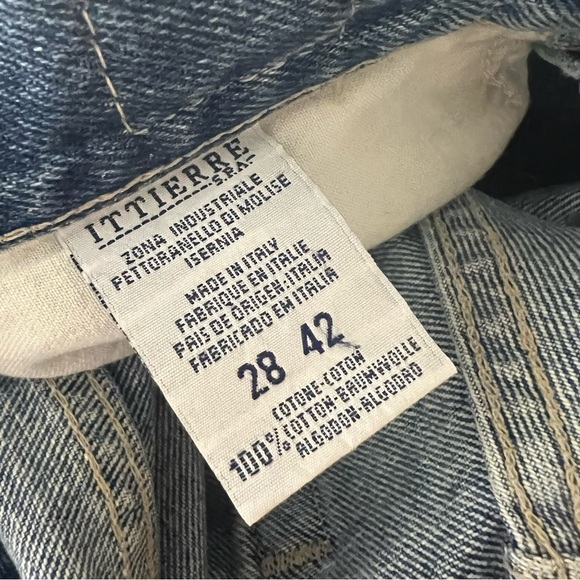 ITTIERRE
S.P.A.
ZONA INDUSTRIALE
PETTORANELLO DI MOLISE
ISERNIA
MADE IN ITALY
FABRIQUE EN ITALIE
PAIS DE ORIGEN:ITALIA
FABRICADO EM ITALIA
28 42
COTONE-COTON
100% COTTON-BAUMWOLLE
ALGODON-ALGODAO